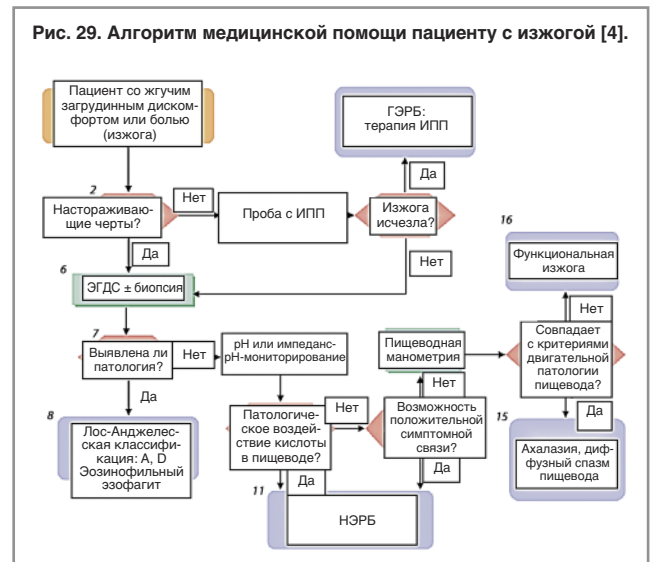 Рис. 29. Алгоритм медицинской помощи пациенту с изжогой [4].
Пациент со жгучим
загрудинным диском-
фортом или болью
(изжога)
ГЭРБ:
терапия ИПП
Да
2
Нет
Настораживаю-
щие черты?
Проба с ИПП
Изжога
исчезла?
16
Да
Нет
Функциональная
изжога
6
ЭГДС ± биопсия
Нет
7
Выявлена ли
патология?
Нет
pH или импеданс-
pH-мониторирование
Пищеводная
манометрия
Совпадает
с критериями
двигательной
патологии
пищевода?
Да
Нет
8
Патологиче-
ское воздей-
ствие кислоты
в пищеводе?
Нет
Возможность
положительной
симптомной
связи?
15
Да
Лос-Анджелес-
ская классифи-
кация: A, D
Эозинофильный
эзофагит
Да
Да
Ахалазия, диф-
фузный спазм
пищевода
11
НЭРБ